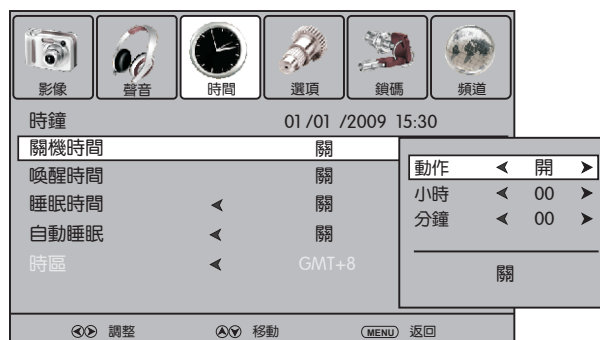 影像 聲音 時間 選項 鎖碼 頻道
時鐘 01/01 /2009 15:30
關機時間 關
喚醒時間 關
睡眠時間 關
自動睡眠 關
時區 GMT+8
動作 開
小時 00
分鐘 00
關
調整 移動 MENU 返回